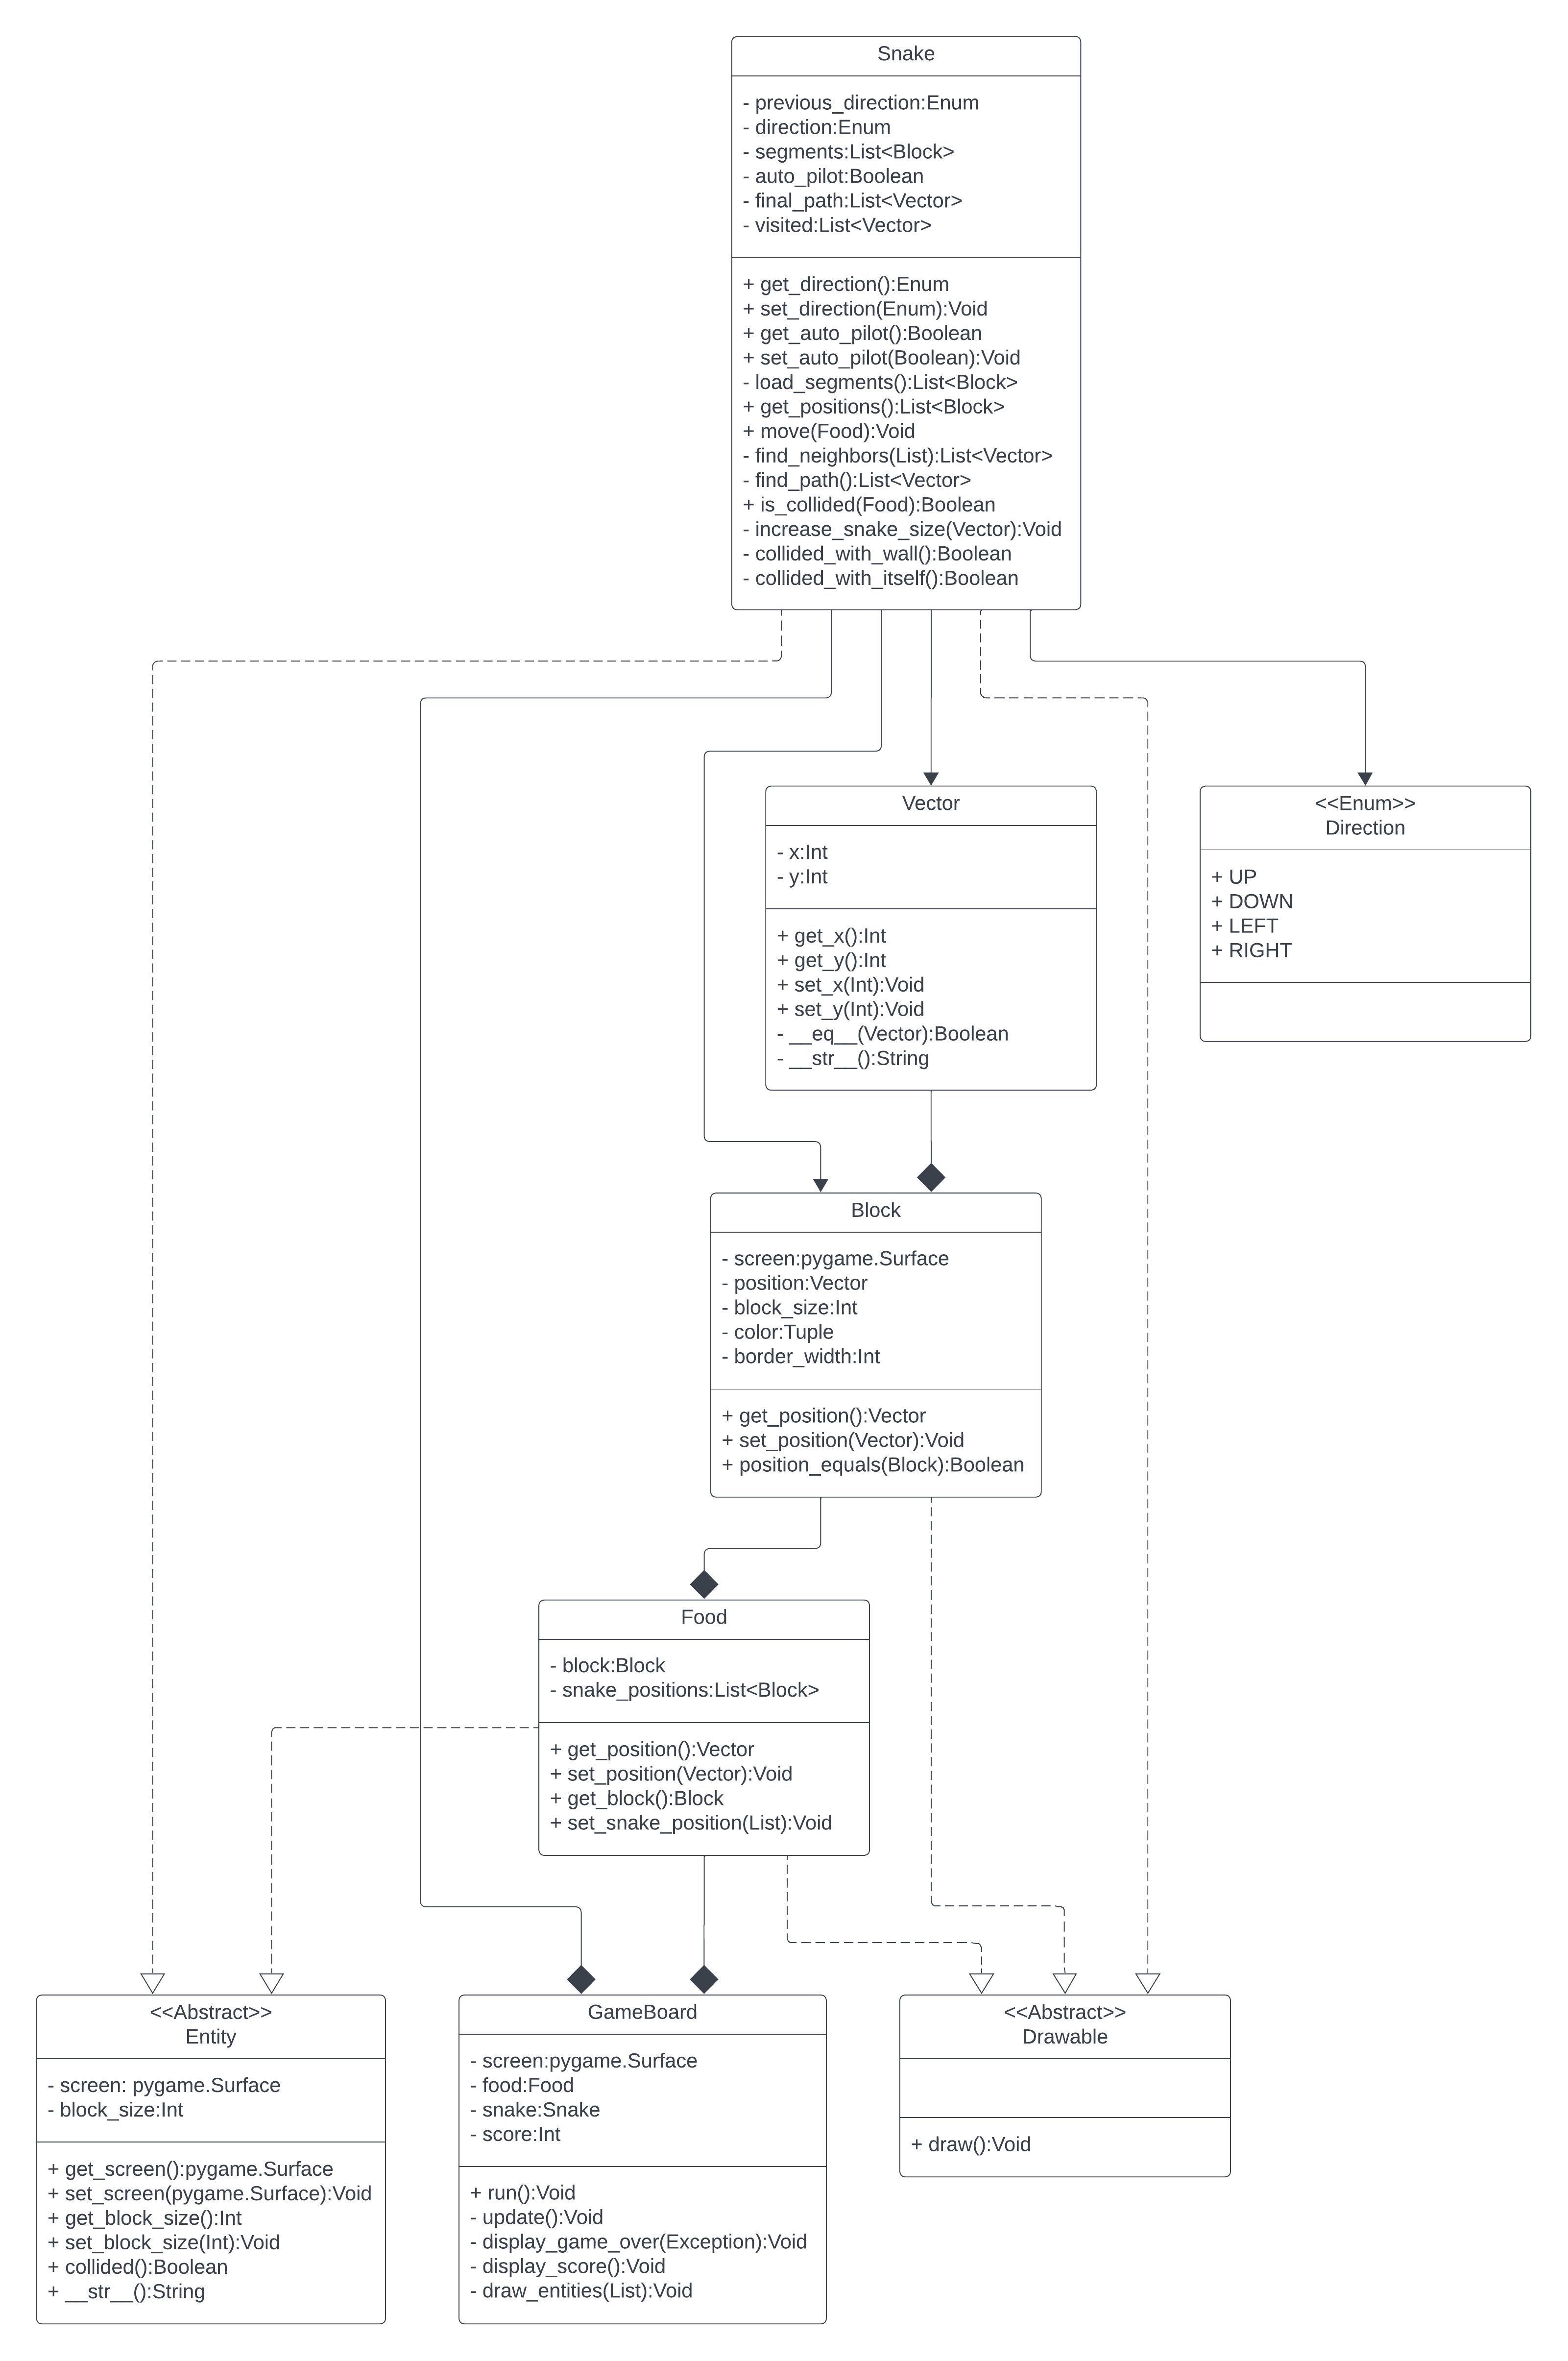 Snake
- previous_direction:Enum
- direction:Enum
- segments:List<Block>
- auto_pilot:Boolean
- final_path:List<Vector>
- visited:List<Vector>
+ get_direction():Enum
+ set_direction(Enum):Void
+ get_auto_pilot():Boolean
+ set_auto_pilot(Boolean):Void
- load_segments():List<Block>
+ get_positions():List<Block>
+ move(Food):Void
- find_neighbors(List):List<Vector>
- find_path():List<Vector>
+ is_collided(Food):Boolean
- increase_snake_size(Vector):Void
- collided_with_wall():Boolean
- collided_with_itself():Boolean
Vector
- x:Int
- y:Int
+ get_x():Int
+ get_y():Int
+ set_x(Int):Void
+ set_y(Int):Void
- __eq__(Vector):Boolean
- __str__():String
<<Enum>>
Direction
+ UP
+ DOWN
+ LEFT
+ RIGHT
Block
- screen:pygame.Surface
- position:Vector
- block_size:Int
- color:Tuple
- border_width:Int
+ get_position():Vector
+ set_position(Vector):Void
+ position_equals(Block):Boolean
Food
- block:Block
- snake_positions:List<Block>
+ get_position():Vector
+ set_position(Vector):Void
+ get_block():Block
+ set_snake_position(List):Void
<<Abstract>>
Entity
- screen: pygame.Surface
- block_size:Int
+ get_screen():pygame.Surface
+ set_screen(pygame.Surface):Void
+ get_block_size():Int
+ set_block_size(Int):Void
+ collided():Boolean
+ __str__():String
GameBoard
- screen:pygame.Surface
- food:Food
- snake:Snake
- score:Int
+ run():Void
- update():Void
- display_game_over(Exception):Void
- display_score():Void
- draw_entities(List):Void
<<Abstract>>
Drawable
+ draw():Void